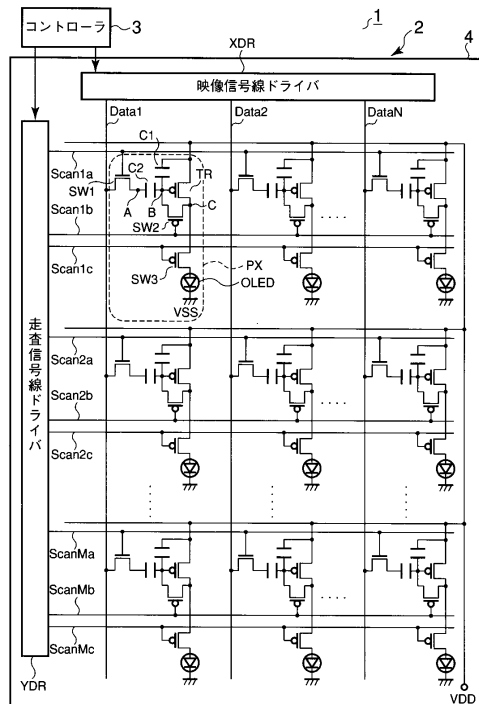 コントローラ
3
1
2
4
XDR
映像信号線ドライバ
Data1
Data2
DataN
C1
Scan1a
SW1
C2
TR
A
B
C
Scan1b
SW2
Scan1c
SW3
PX
OLED
VSS
走査信号線ドライバ
Scan2a
Scan2b
Scan2c
ScanMa
ScanMb
ScanMc
YDR
VDD